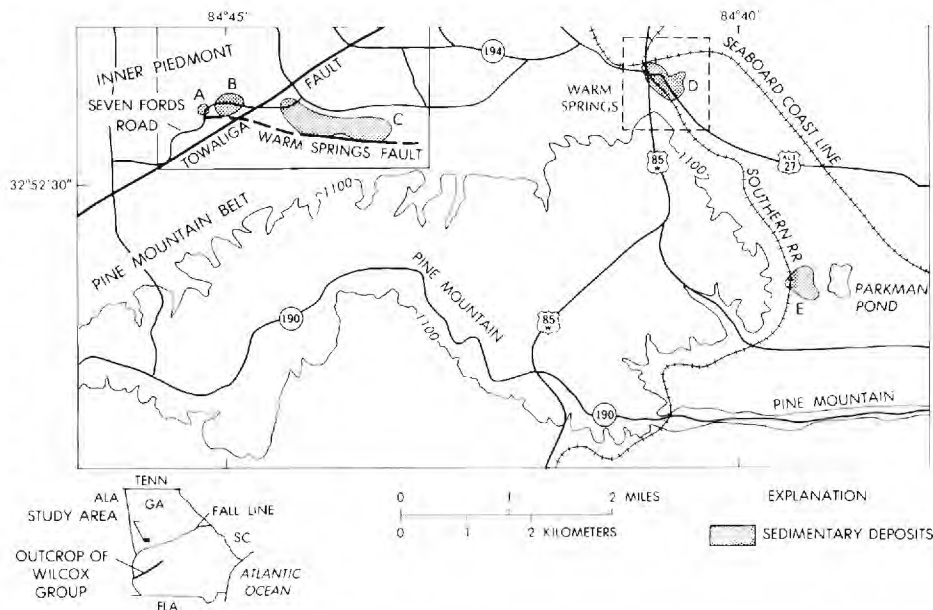 84°45'
84°40'
INNER PIEDMONT
194
SEABOARD COAST LINE
SEVEN FORDS
ROAD
A
B
FAULT
TOWALIGA
C
WARM SPRINGS FAULT
WARM
SPRINGS
D
32°52'30"
1100
85
W
1100
27
SOUTHERN RR
PINE MOUNTAIN BELT
PINE MOUNTAIN
190
1100
85
W
E
PARKMAN
POND
190
PINE MOUNTAIN
TENN
ALA
GA
STUDY AREA
FALL LINE
SC
OUTCROP OF
WILCOX
GROUP
ATLANTIC
OCEAN
FLA
0 1 2 MILES
0 1 2 KILOMETERS
EXPLANATION
SEDIMENTARY DEPOSITS